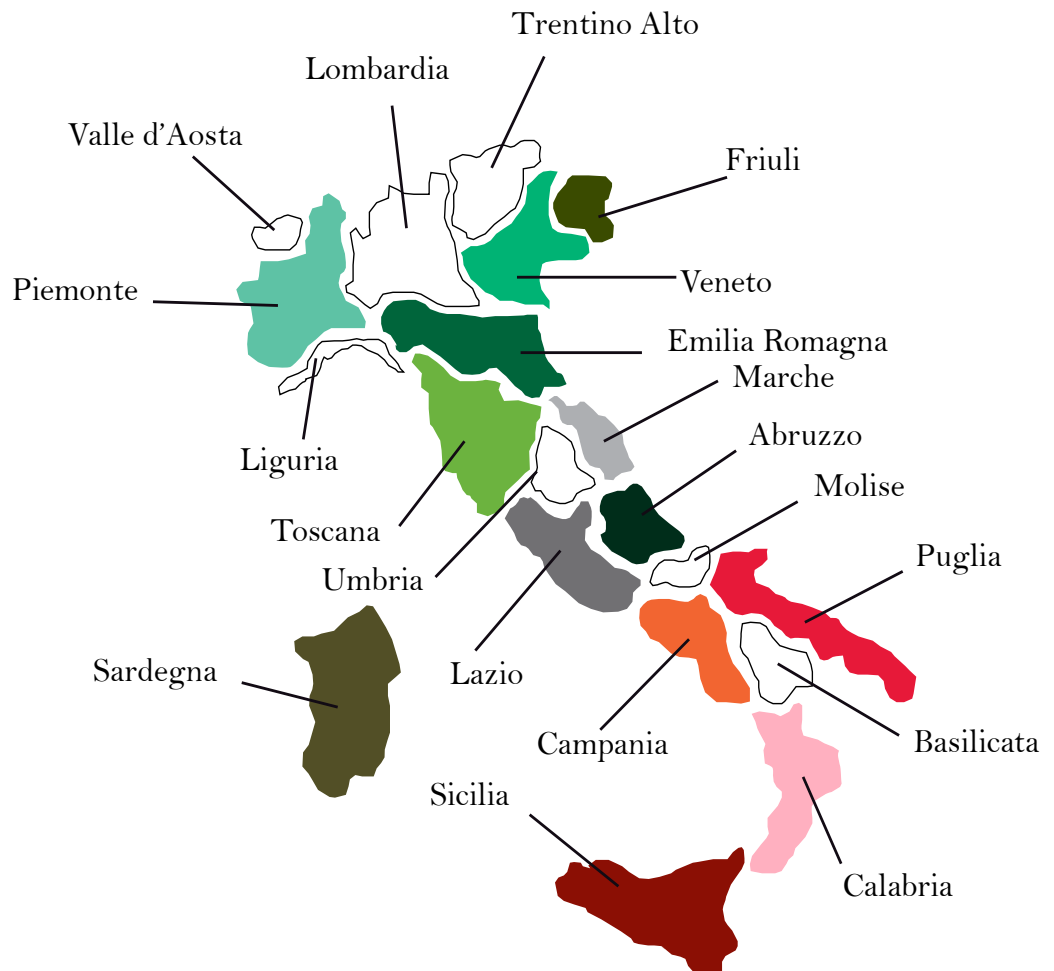 Trentino Alto
Lombardia
Valle d’Aosta
Friuli
Piemonte
Veneto
Emilia Romagna
Marche
Abruzzo
Liguria
Molise
Toscana
Puglia
Umbria
Sardegna
Lazio
Campania
Basilicata
Sicilia
Calabria